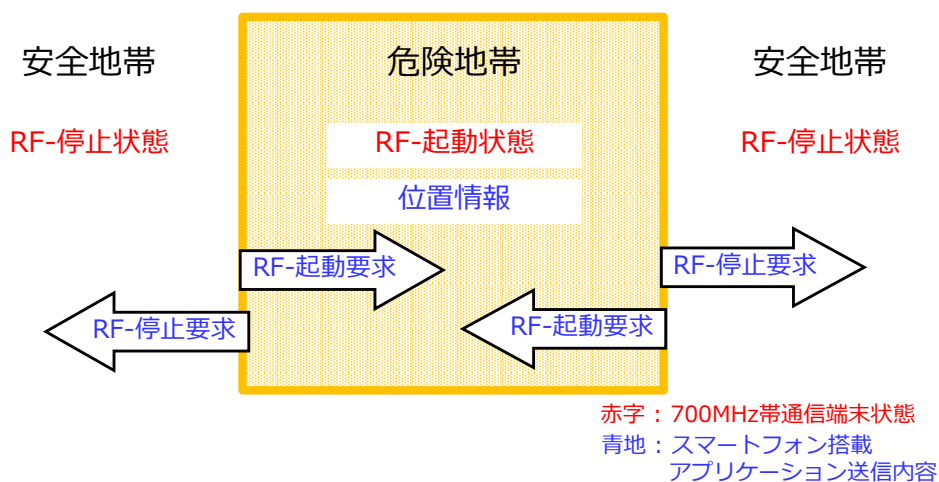 安全地帯
危険地帯
安全地帯
RF-停止状態
RF-起動状態
RF-停止状態
位置情報
RF-起動要求
RF-停止要求
RF-停止要求
RF-起動要求
赤字：700MHz帯通信端末状態
青地：スマートフォン搭載
アプリケーション送信内容